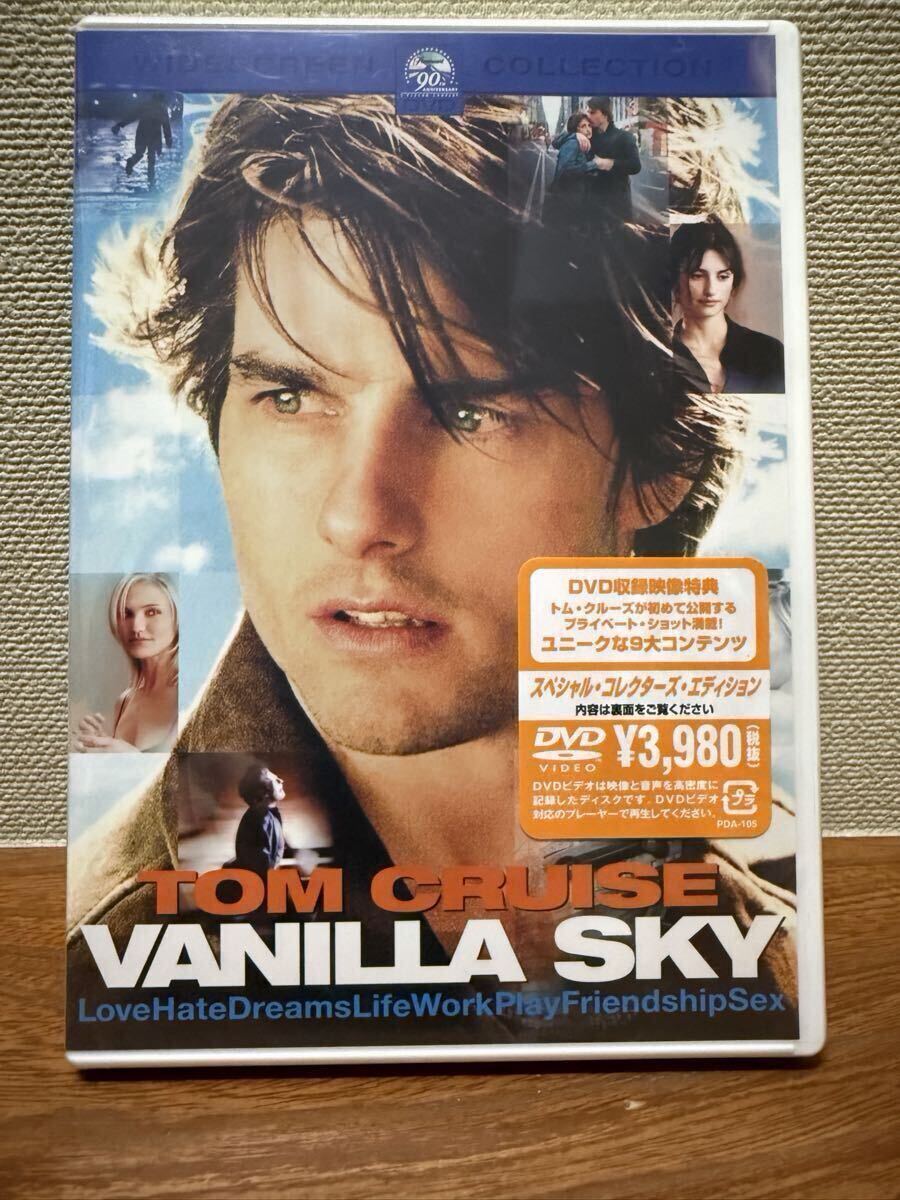 WIDESCREEN COLLECTION
90TH
ANNIVERSARY
DVD収録映像特典
トム・クルーズが初めて公開する
プライベート・ショット満載!
ユニークな9大コンテンツ
スペシャル・コレクターズ・エディション
内容は裏面をご覧ください
DVD
VIDEO
¥3,980(税抜)
DVDビデオは映像と音声を高密度に
記録したディスクです。DVDビデオ
対応のプレーヤーで再生してください。
プラ
PDA-105
TOM CRUISE
VANILLA SKY
LoveHateDreamsLifeWorkPlayFriendshipSex